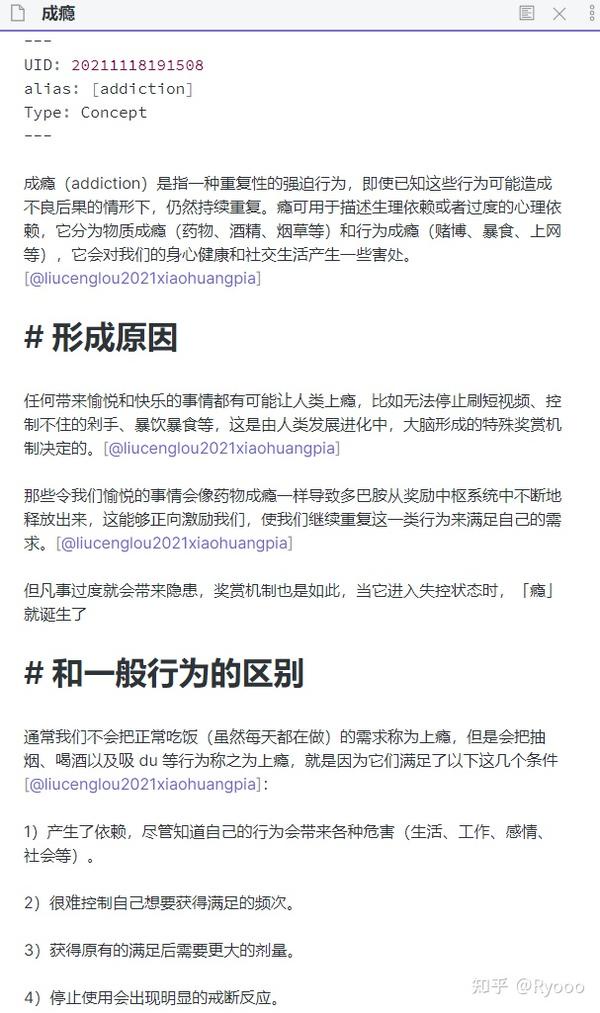 成瘾
---
UID: 20211118191508
alias: [addiction]
Type: Concept
---
成瘾（addiction）是指一种重复性的强迫行为，即使已知这些行为可能造成
不良后果的情形下，仍然持续重复。瘾可用于描述生理依赖或者过度的心理依
赖，它分为物质成瘾（药物、酒精、烟草等）和行为成瘾（赌博、暴食、上网
等），它会对我们的身心健康和社交生活产生一些害处。
[@liucenglou2021xiaohuangpia]
# 形成原因
任何带来愉悦和快乐的事情都有可能让人类上瘾，比如无法停止刷短视频、控
制不住的剁手、暴饮暴食等，这是由人类发展进化中，大脑形成的特殊奖赏机
制决定的。[@liucenglou2021xiaohuangpia]
那些令我们愉悦的事情会像药物成瘾一样导致多巴胺从奖励中枢系统中不断地
释放出来，这能够正向激励我们，使我们继续重复这一类行为来满足自己的需
求。[@liucenglou2021xiaohuangpia]
但凡事过度就会带来隐患，奖赏机制也是如此，当它进入失控状态时，「瘾」
就诞生了
# 和一般行为的区别
通常我们不会把正常吃饭（虽然每天都在做）的需求称为上瘾，但是会把抽
烟、喝酒以及吸 du 等行为称之为上瘾，就是因为它们满足了以下这几个条件
[@liucenglou2021xiaohuangpia]：
1）产生了依赖，尽管知道自己的行为会带来各种危害（生活、工作、感情、
社会等）。
2）很难控制自己想要获得满足的频次。
3）获得原有的满足后需要更大的剂量。
4）停止使用会出现明显的戒断反应。
知乎 @Ryooo